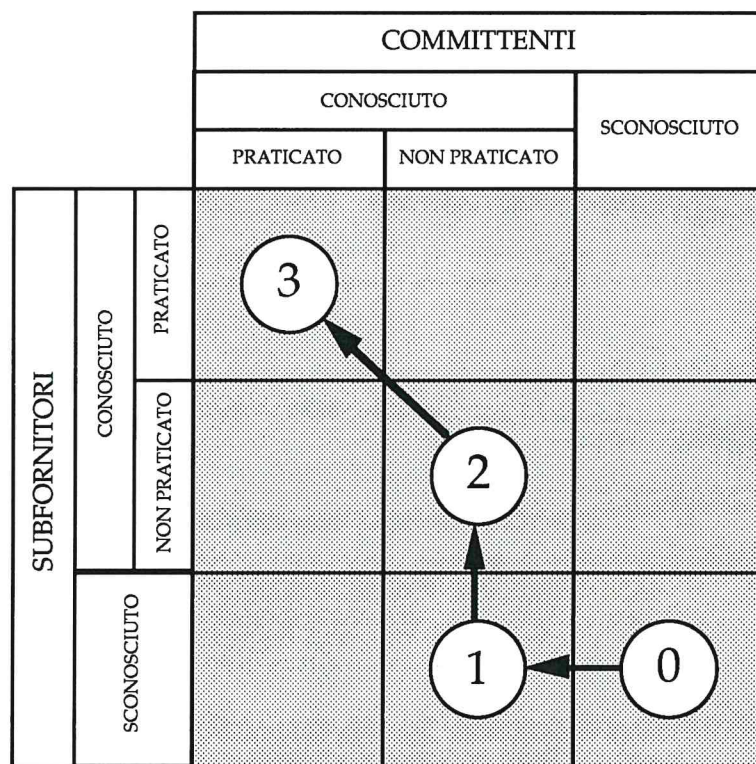 COMMITTENTI
CONOSCIUTO
SCONOSCIUTO
PRATICATO
NON PRATICATO
SUBFORNITORI
CONOSCIUTO
PRATICATO
NON PRATICATO
SCONOSCIUTO
3
2
1
0